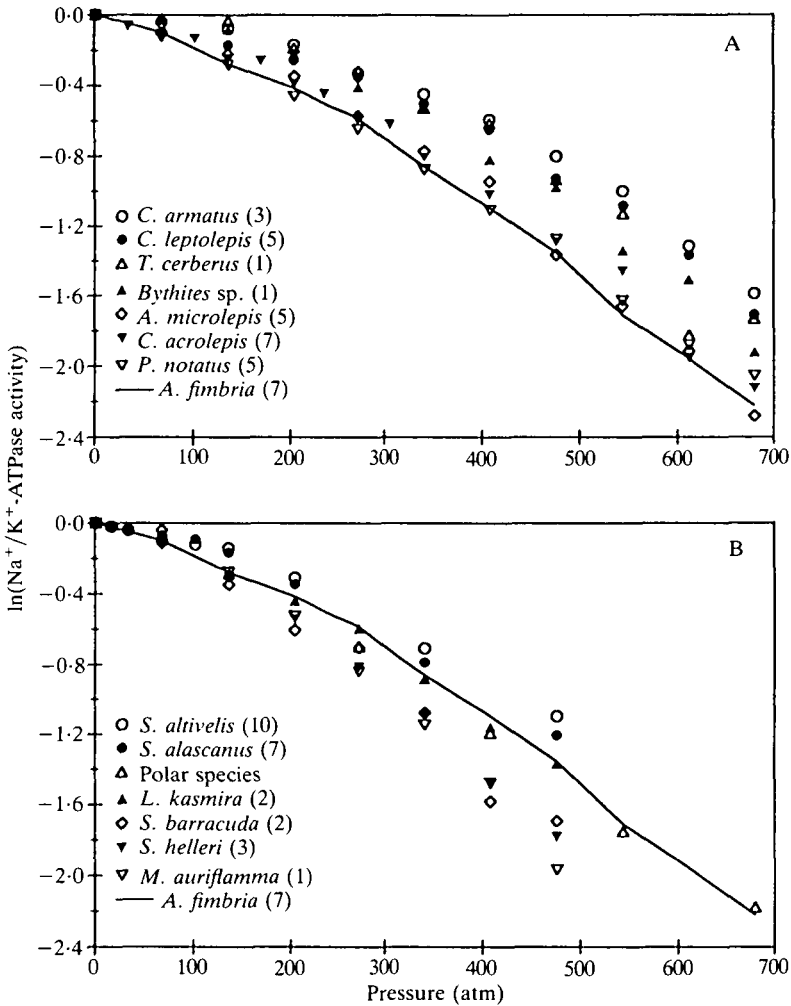 A
0·0
−0·4
−0·8
−1·2
−1·6
−2·0
−2·4
C. armatus (3)
C. leptolepis (5)
T. cerberus (1)
Bythites sp. (1)
A. microlepis (5)
C. acrolepis (7)
P. notatus (5)
A. fimbria (7)
0 100 200 300 400 500 600 700
ln(Na⁺/K⁺-ATPase activity)
B
0·0
−0·4
−0·8
−1·2
−1·6
−2·0
−2·4
S. altivelis (10)
S. alascanus (7)
Polar species
L. kasmira (2)
S. barracuda (2)
S. helleri (3)
M. auriflamma (1)
A. fimbria (7)
0 100 200 300 400 500 600 700
Pressure (atm)